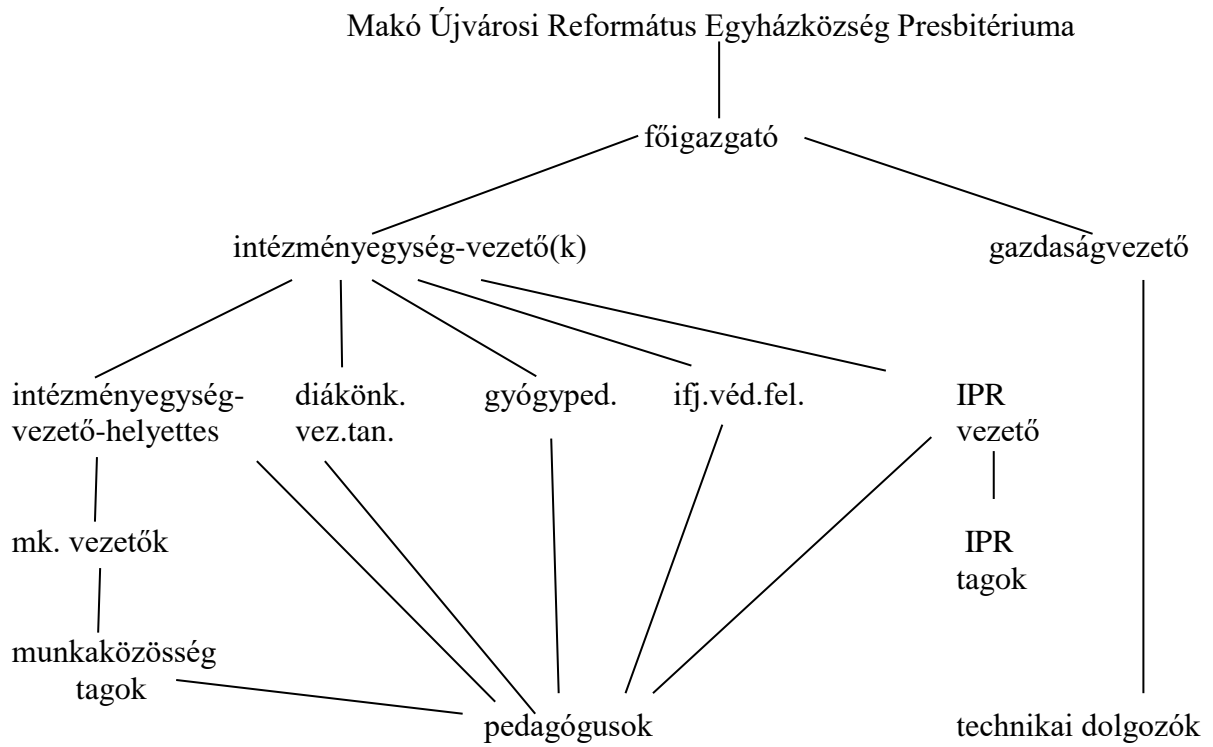 Makó Újvárosi Református Egyházközség Presbitériuma
főigazgató
intézményegység-vezető(k)
gazdaságvezető
intézményegység-
vezető-helyettes
diákönk.
vez.tan.
gyógyped.
ifj.véd.fel.
IPR
vezető
mk. vezetők
IPR
tagok
munkaközösség
tagok
pedagógusok
technikai dolgozók